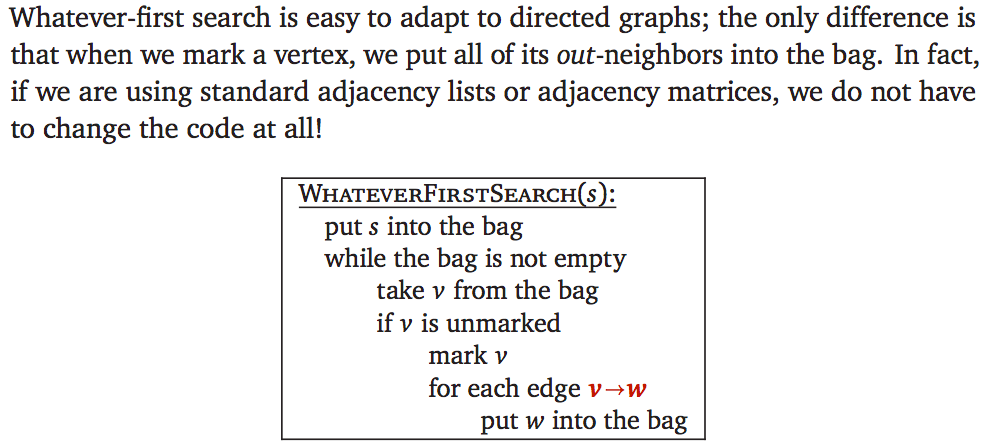 Whatever-first search is easy to adapt to directed graphs; the only difference is
that when we mark a vertex, we put all of its out-neighbors into the bag. In fact,
if we are using standard adjacency lists or adjacency matrices, we do not have
to change the code at all!
WHATEVERFIRSTSEARCH(s):
put s into the bag
while the bag is not empty
take v from the bag
if v is unmarked
mark v
for each edge v→w
put w into the bag